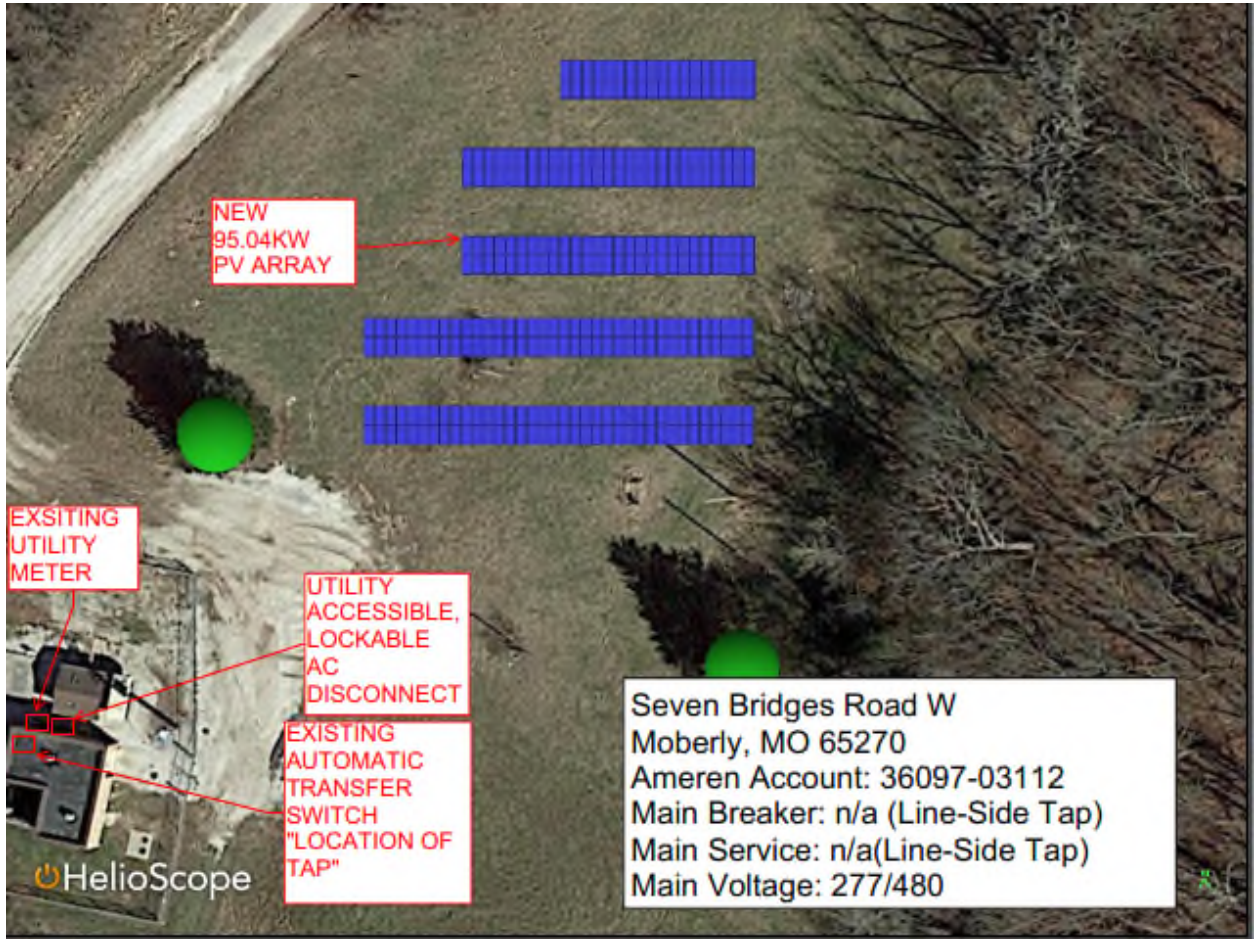 NEW
95.04KW
PV ARRAY
EXSITING
UTILITY
METER
UTILITY
ACCESSIBLE,
LOCKABLE
AC
DISCONNECT
EXISTING
AUTOMATIC
TRANSFER
SWITCH
"LOCATION OF
TAP"
Seven Bridges Road W
Moberly, MO 65270
Ameren Account: 36097-03112
Main Breaker: n/a (Line-Side Tap)
Main Service: n/a(Line-Side Tap)
Main Voltage: 277/480
HelioScope